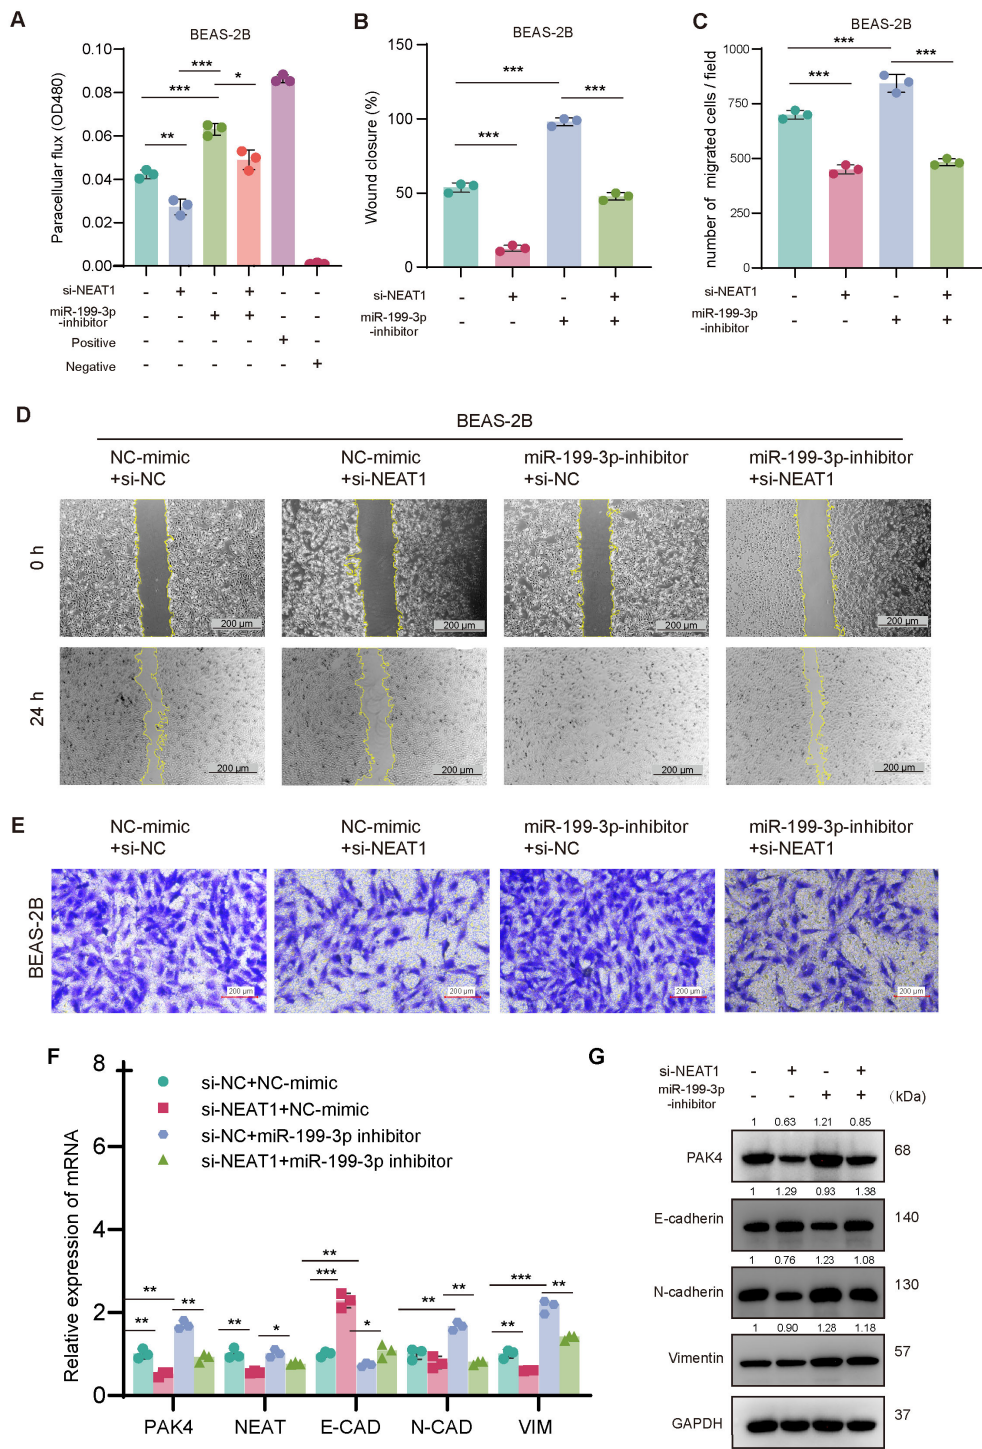 A
BEAS-2B
Paracellular flux (OD480)
0.10
0.08
0.06
0.04
0.02
0.00
***
*
***
**
si-NEAT1 - + - + - -
miR-199-3p
-inhibitor - - + + - -
Positive - - - - + -
Negative - - - - - +
B
BEAS-2B
Wound closure (%)
150
100
50
0
***
***
***
si-NEAT1 - + - +
miR-199-3p
-inhibitor - - + +
C
BEAS-2B
number of migrated cells / field
1000
750
500
250
0
***
***
***
si-NEAT1 - + - +
miR-199-3p
-inhibitor - - + +
D
BEAS-2B
NC-mimic
+si-NC
NC-mimic
+si-NEAT1
miR-199-3p-inhibitor
+si-NC
miR-199-3p-inhibitor
+si-NEAT1
0 h
200 μm
200 μm
200 μm
200 μm
24 h
200 μm
200 μm
200 μm
200 μm
E
NC-mimic
+si-NC
NC-mimic
+si-NEAT1
miR-199-3p-inhibitor
+si-NC
miR-199-3p-inhibitor
+si-NEAT1
BEAS-2B
200 μm
200 μm
200 μm
200 μm
F
Relative expression of mRNA
8
6
4
2
0
si-NC+NC-mimic
si-NEAT1+NC-mimic
si-NC+miR-199-3p inhibitor
si-NEAT1+miR-199-3p inhibitor
** ** **
** *
** *** *
** **
*** ** **
PAK4 NEAT E-CAD N-CAD VIM
G
si-NEAT1 - + - +
miR-199-3p
-inhibitor - - + + (kDa)
1 0.63 1.21 0.85
PAK4 68
1 1.29 0.93 1.38
E-cadherin 140
1 0.76 1.23 1.08
N-cadherin 130
1 0.90 1.28 1.18
Vimentin 57
GAPDH 37